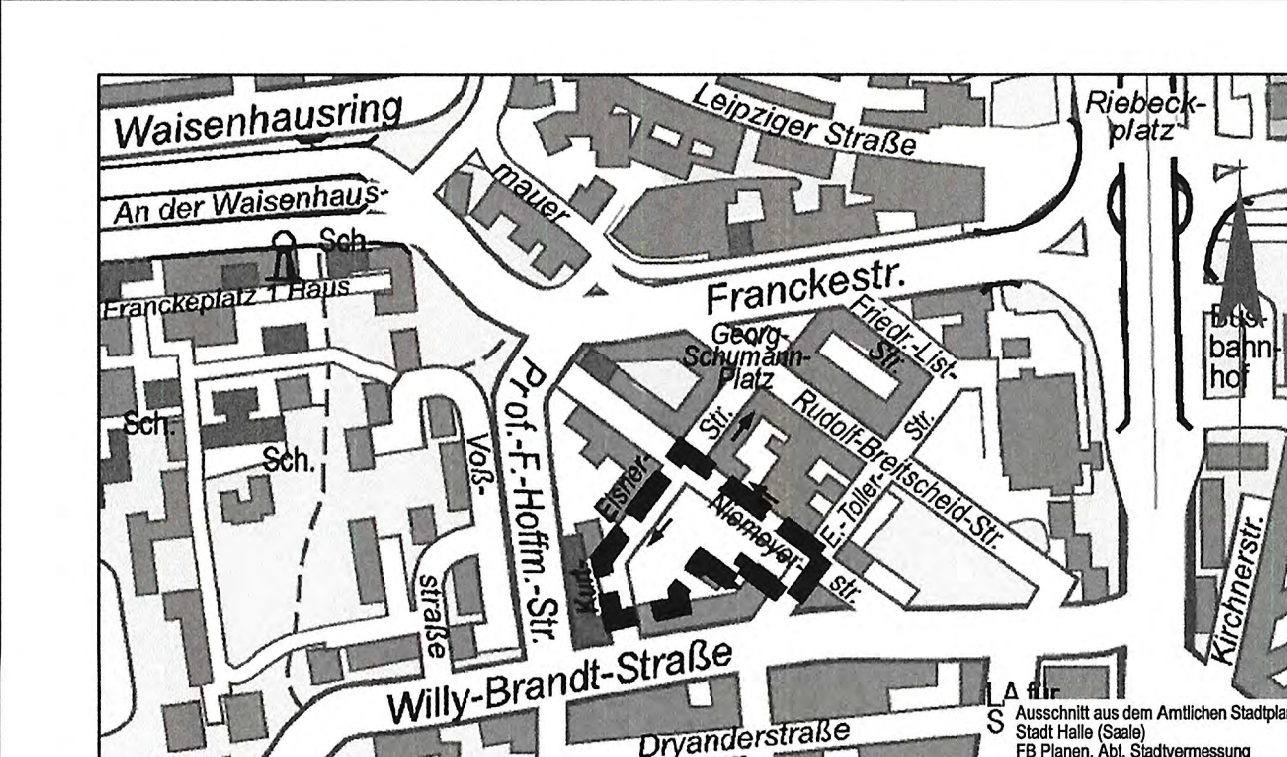 Waisenhausring
An der Waisenhaus-
mauer
Leipziger Straße
Riebeck-
platz
Sch.
Franckeplatz 1 Haus
Franckestr.
Friedr-List-
Str.
Georg-
Schumann-
Platz
Bus-
bahn-
hof
Sch.
Sch.
Voß-
straße
Prof.-F.-Hoffm.-Str.
Kurt-
Eisner-
Str.
Rudolf-Breitscheid-Str.
E.-Toller-
Str.
Niemeyer-
str.
Kirchnerstr.
Willy-Brandt-Straße
Dryanderstraße
Ausschnitt aus dem Amtlichen Stadtpla
Stadt Halle (Saale)
FB Planen, Abt. Stadtvermessung